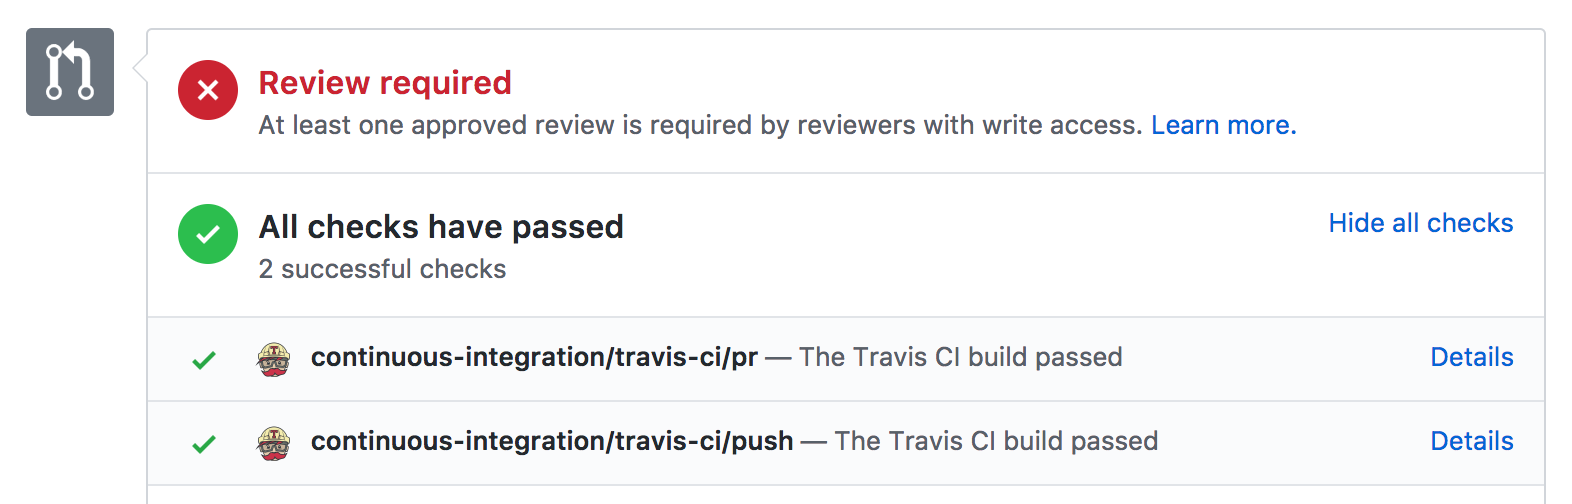 Review required
At least one approved review is required by reviewers with write access. Learn more.
All checks have passed
Hide all checks
2 successful checks
continuous-integration/travis-ci/pr — The Travis CI build passed
Details
continuous-integration/travis-ci/push — The Travis CI build passed
Details